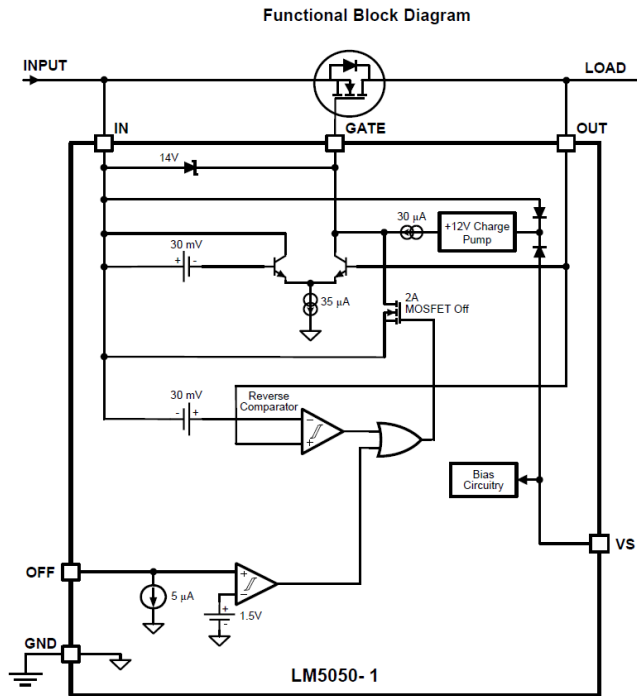 Functional Block Diagram
INPUT
LOAD
IN
GATE
OUT
14V
30 µA
+12V Charge
Pump
30 mV
+ -
35 µA
2A
MOSFET Off
30 mV
- +
Reverse
Comparator
−
+
Bias
Circuitry
VS
OFF
5 µA
+
−
+
1.5V
-
GND
LM5050- 1